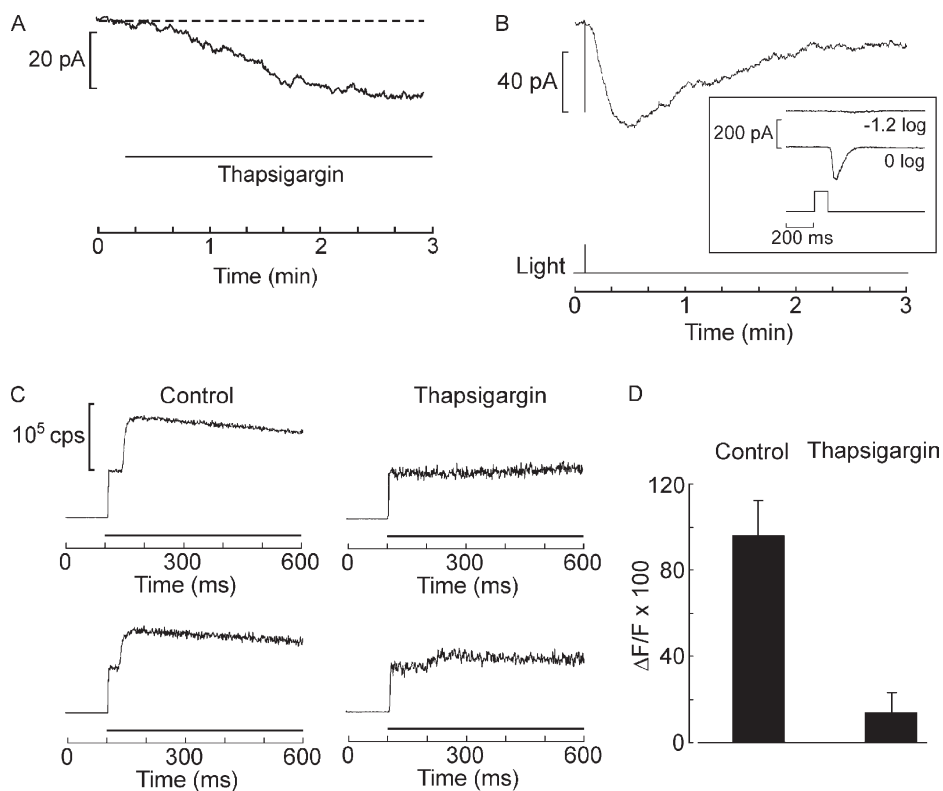 A
20 pA
Thapsigargin
0 1 2 3
Time (min)
B
40 pA
200 pA
-1.2 log
0 log
200 ms
Light
0 1 2 3
Time (min)
C
Control
Thapsigargin
10⁵ cps
0 300 600
Time (ms)
0 300 600
Time (ms)
0 300 600
Time (ms)
0 300 600
Time (ms)
D
Control Thapsigargin
120
80
40
0
ΔF/F x 100